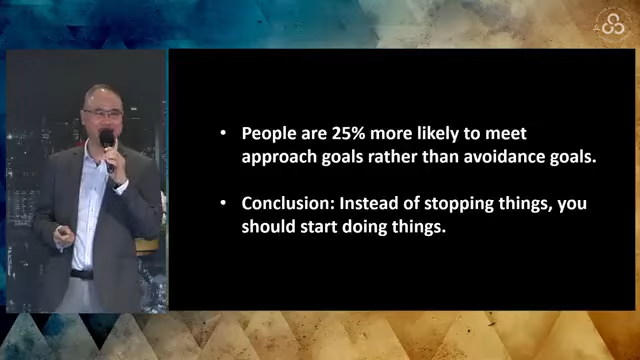 • People are 25% more likely to meet
approach goals rather than avoidance goals.
• Conclusion: Instead of stopping things, you
should start doing things.